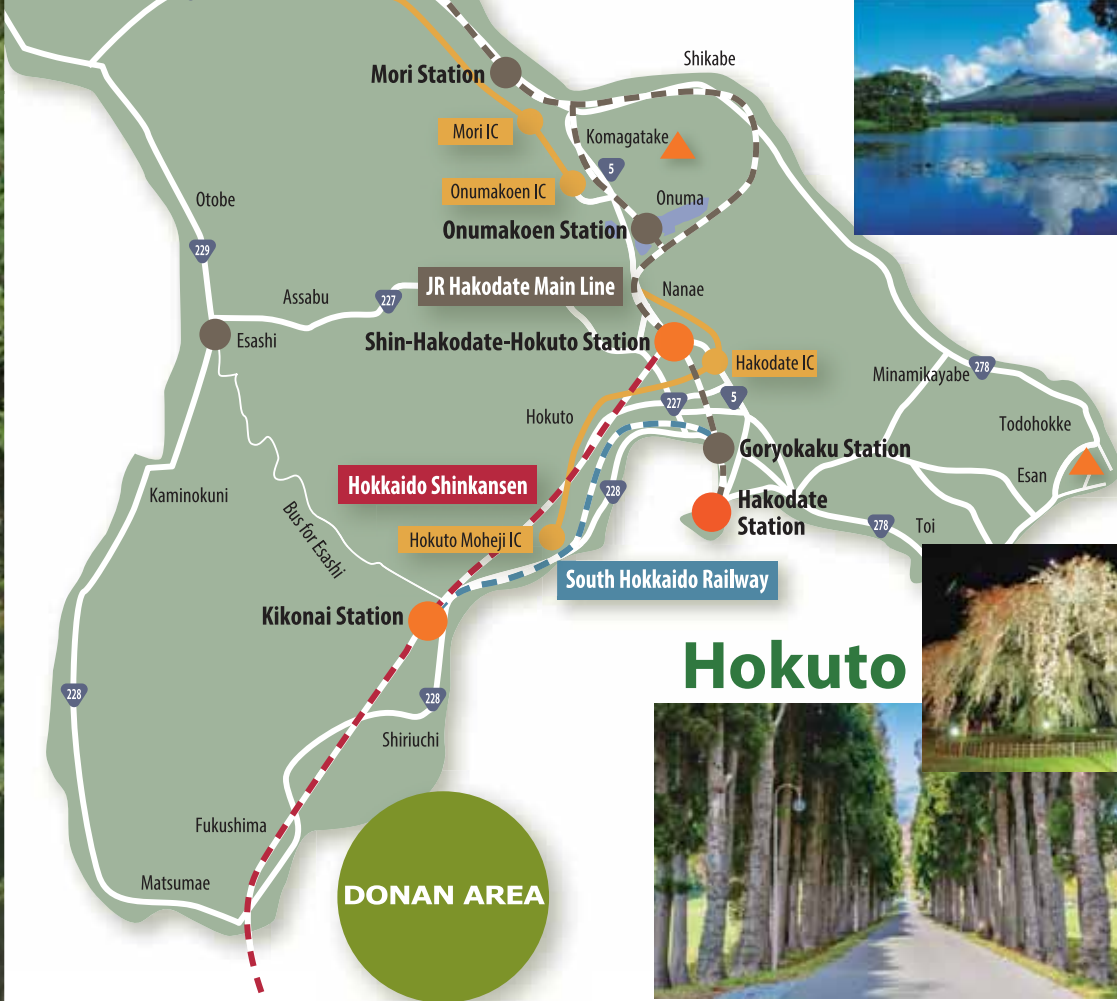 Shikabe
Mori Station
Mori IC
Komagatake
5
Onumakoen IC
Onuma
Otobe
Onumakoen Station
229
JR Hakodate Main Line
Nanae
Assabu
227
Esashi
Shin-Hakodate-Hokuto Station
Hakodate IC
Minamikayabe
278
227
5
Hokuto
Todohokke
Goryokaku Station
Esan
Hokkaido Shinkansen
Kaminokuni
228
Hakodate
Station
278
Toi
Bus for Esashi
Hokuto Moheji IC
South Hokkaido Railway
Kikonai Station
Hokuto
228
228
Shiriuchi
Fukushima
Matsumae
DONAN AREA